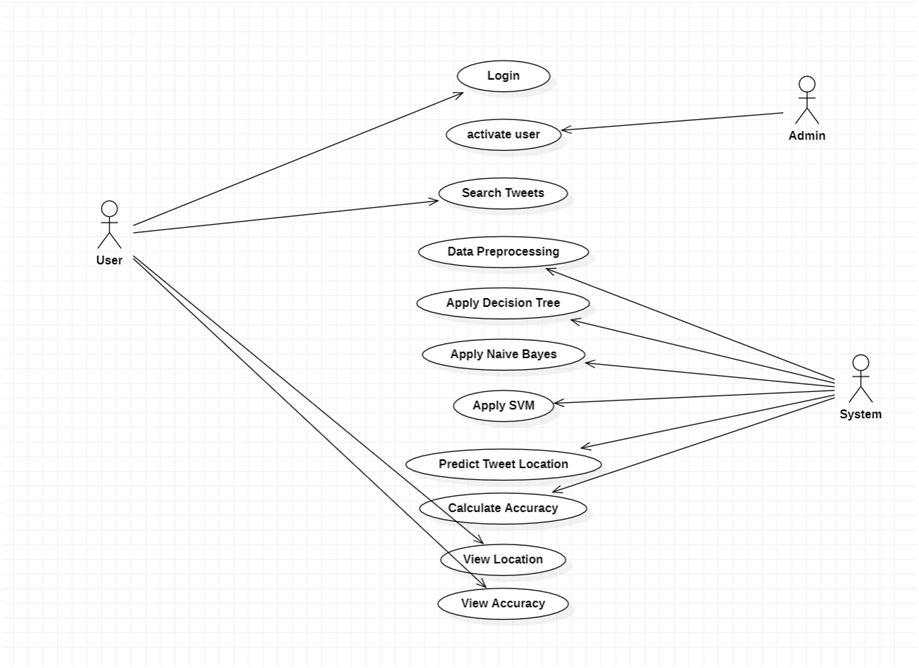 Login
activate user
Admin
Search Tweets
User
Data Preprocessing
Apply Decision Tree
Apply Naive Bayes
Apply SVM
System
Predict Tweet Location
Calculate Accuracy
View Location
View Accuracy